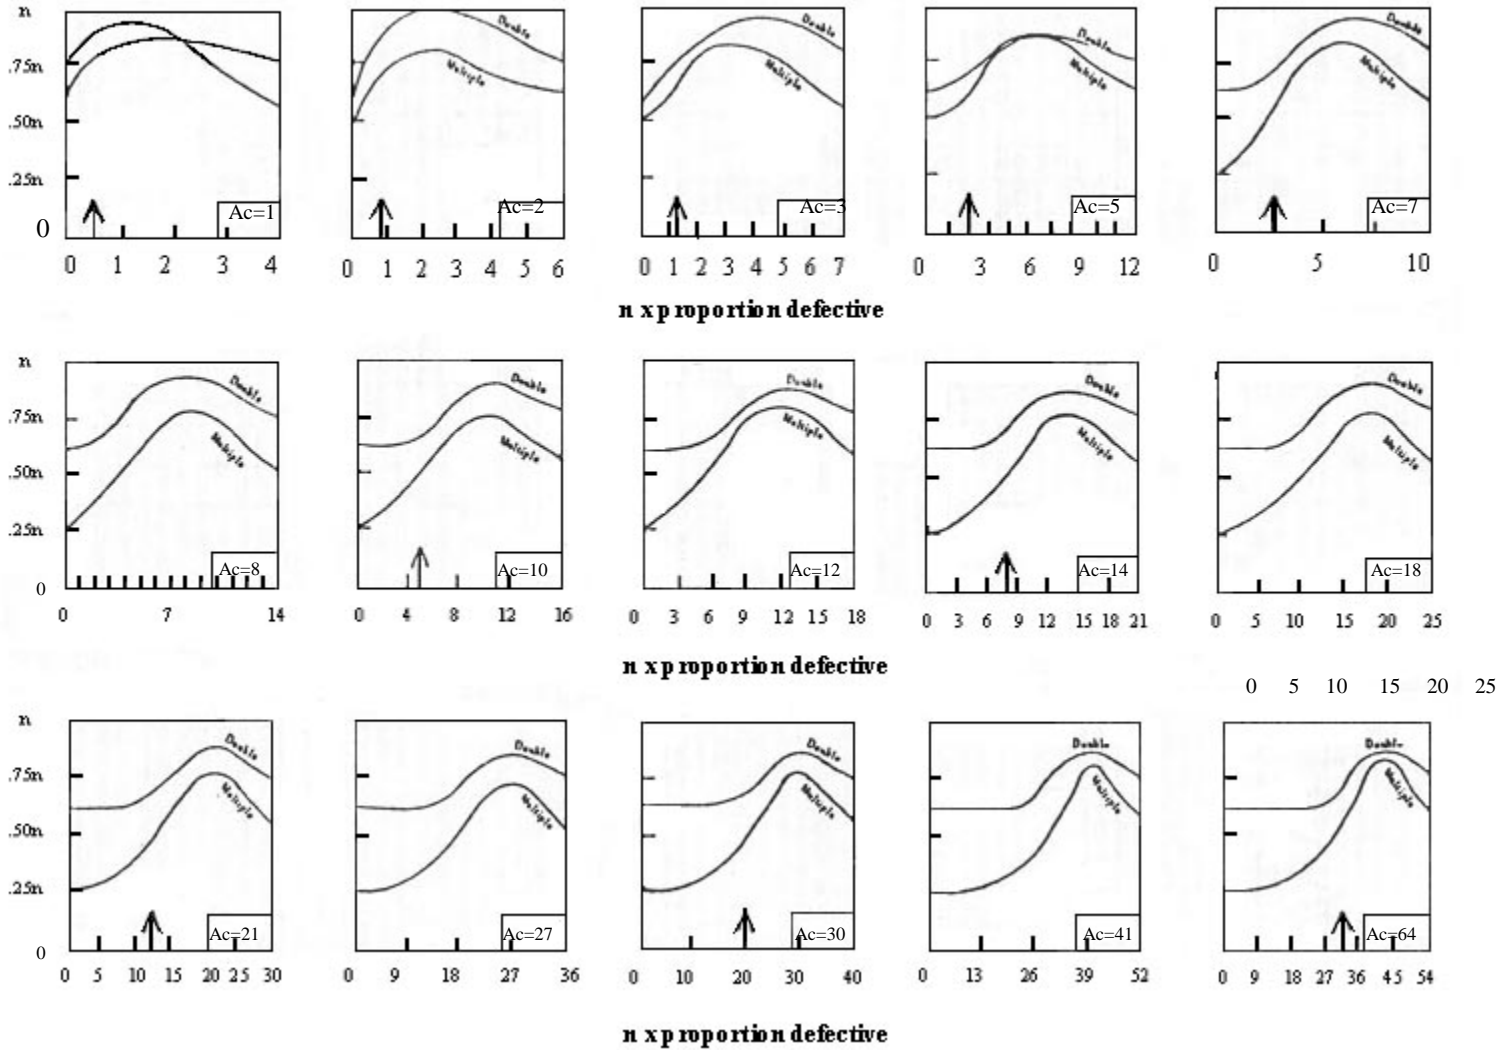 n
.75n
.50n
.25n
0
Ac=1
0 1 2 3 4
Double
Multiple
Ac=2
0 1 2 3 4 5 6
Double
Multiple
Ac=3
0 1 2 3 4 5 6 7
Double
Multiple
Ac=5
0 3 6 9 12
Double
Multiple
Ac=7
0 5 10
n x proportion defective
n
.75n
.50n
.25n
0
Double
Multiple
Ac=8
0 7 14
Double
Multiple
Ac=10
0 4 8 12 16
Double
Multiple
Ac=12
0 3 6 9 12 15 18
Double
Multiple
Ac=14
0 3 6 9 12 15 18 21
Double
Multiple
Ac=18
0 5 10 15 20 25
n x proportion defective
0 5 10 15 20 25
n
.75n
.50n
.25n
0
Double
Multiple
Ac=21
0 5 10 15 20 25 30
Double
Multiple
Ac=27
0 9 18 27 36
Double
Multiple
Ac=30
0 10 20 30 40
Double
Multiple
Ac=41
0 13 26 39 52
Double
Multiple
Ac=64
0 9 18 27 36 45 54
n x proportion defective